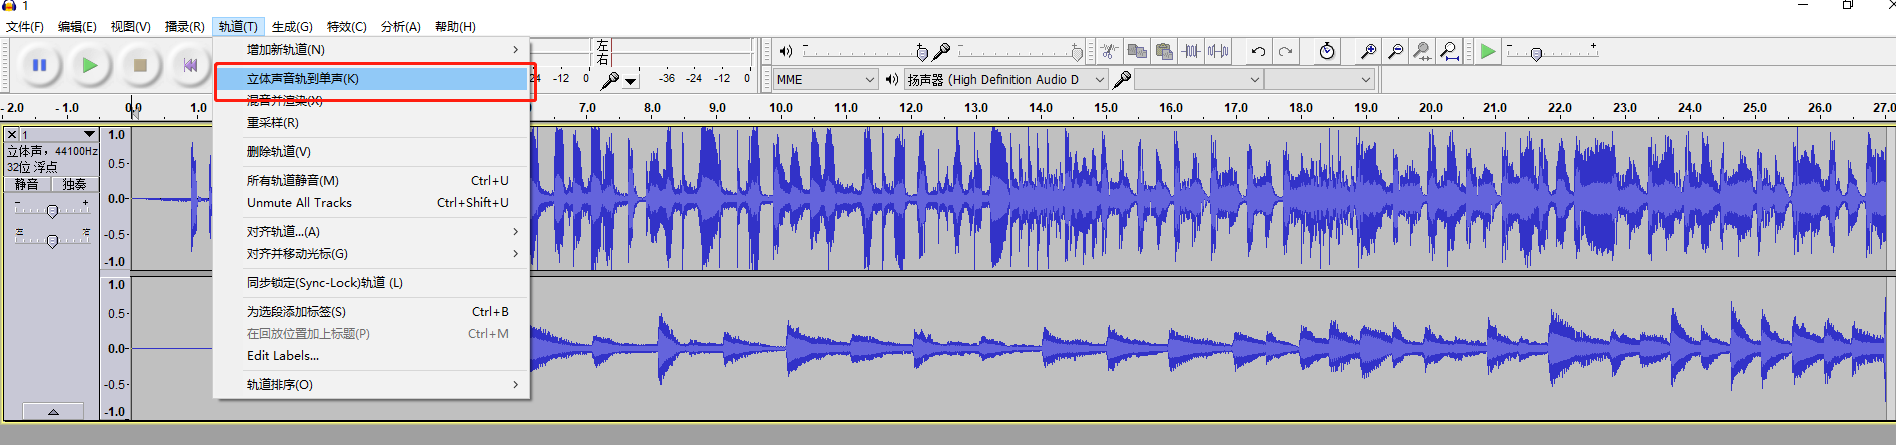 1
文件(F) 编辑(E) 视图(V) 播录(R) 轨道(T) 生成(G) 特效(C) 分析(A) 帮助(H)
增加新轨道(N)
立体声音轨到单声(K)
混音并渲染(X)
重采样(R)
删除轨道(V)
所有轨道静音(M) Ctrl+U
Unmute All Tracks Ctrl+Shift+U
对齐轨道...(A)
对齐并移动光标(G)
同步锁定(Sync-Lock)轨道 (L)
为选段添加标签(S) Ctrl+B
在回放位置加上标题(P) Ctrl+M
Edit Labels...
轨道排序(O)
左
右
-24 -12 0 -36 -24 -12 0
MME 扬声器 (High Definition Audio D
- 2.0 - 1.0 0.0 1.0 7.0 8.0 9.0 10.0 11.0 12.0 13.0 14.0 15.0 16.0 17.0 18.0 19.0 20.0 21.0 22.0 23.0 24.0 25.0 26.0 27.0
1
立体声，44100Hz
32位 浮点
静音 独奏
- +
左 右
1.0
0.5
0.0
-0.5
-1.0
1.0
0.5
0.0
-0.5
-1.0